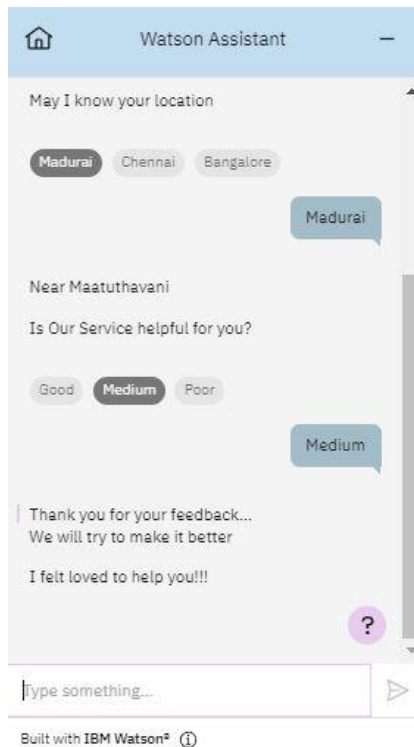 Watson Assistant
May I know your location
Madurai Chennai Bangalore
Madurai
Near Maatuthavani
Is Our Service helpful for you?
Good Medium Poor
Medium
Thank you for your feedback...
We will try to make it better
I felt loved to help you!!!
?
Type something...
Built with IBM Watson®